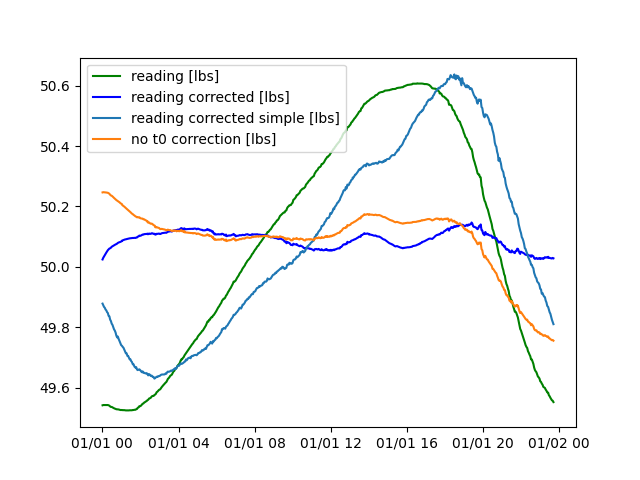 reading [lbs]
reading corrected [lbs]
reading corrected simple [lbs]
no t0 correction [lbs]
50.6
50.4
50.2
50.0
49.8
49.6
01/01 00 01/01 04 01/01 08 01/01 12 01/01 16 01/01 20 01/02 00